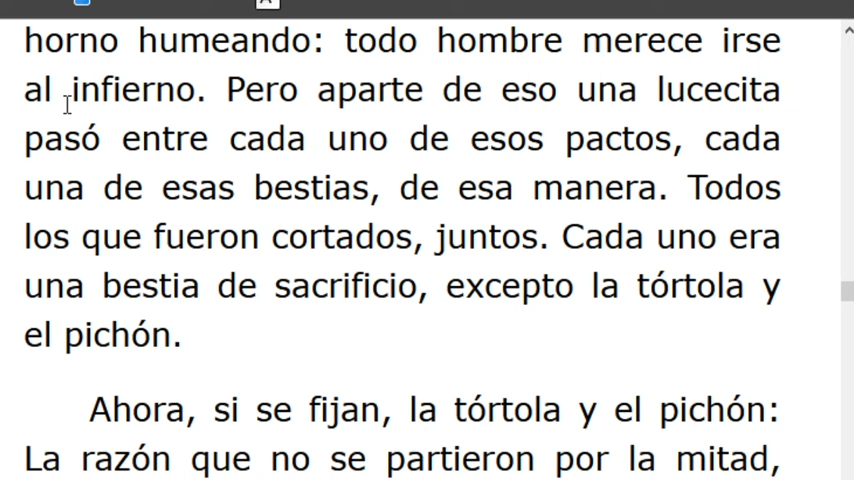 horno humeando: todo hombre merece irse
al infierno. Pero aparte de eso una lucecita
pasó entre cada uno de esos pactos, cada
una de esas bestias, de esa manera. Todos
los que fueron cortados, juntos. Cada uno era
una bestia de sacrificio, excepto la tórtola y
el pichón.
Ahora, si se fijan, la tórtola y el pichón:
La razón que no se partieron por la mitad,